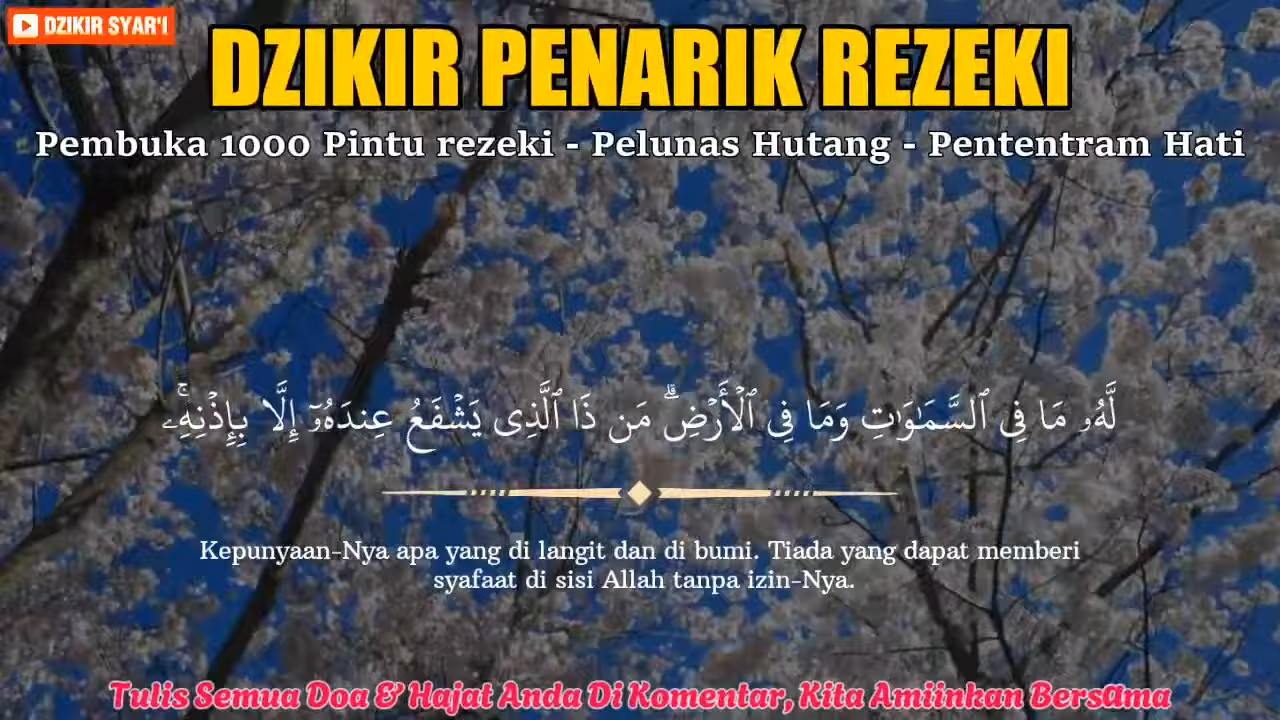 DZIKIR SYAR'I
DZIKIR PENARIK REZEKI
Pembuka 1000 Pintu rezeki - Pelunas Hutang - Pententram Hati
لَّهُۥ مَا فِى ٱلسَّمَـٰوَٰتِ وَمَا فِى ٱلْأَرْضِ ۗ مَن ذَا ٱلَّذِى يَشْفَعُ عِندَهُۥٓ إِلَّا بِإِذْنِهِۦ ۚ
Kepunyaan-Nya apa yang di langit dan di bumi. Tiada yang dapat memberi
syafaat di sisi Allah tanpa izin-Nya.
Tulis Semua Doa & Hajat Anda Di Komentar, Kita Amiinkan Bersama